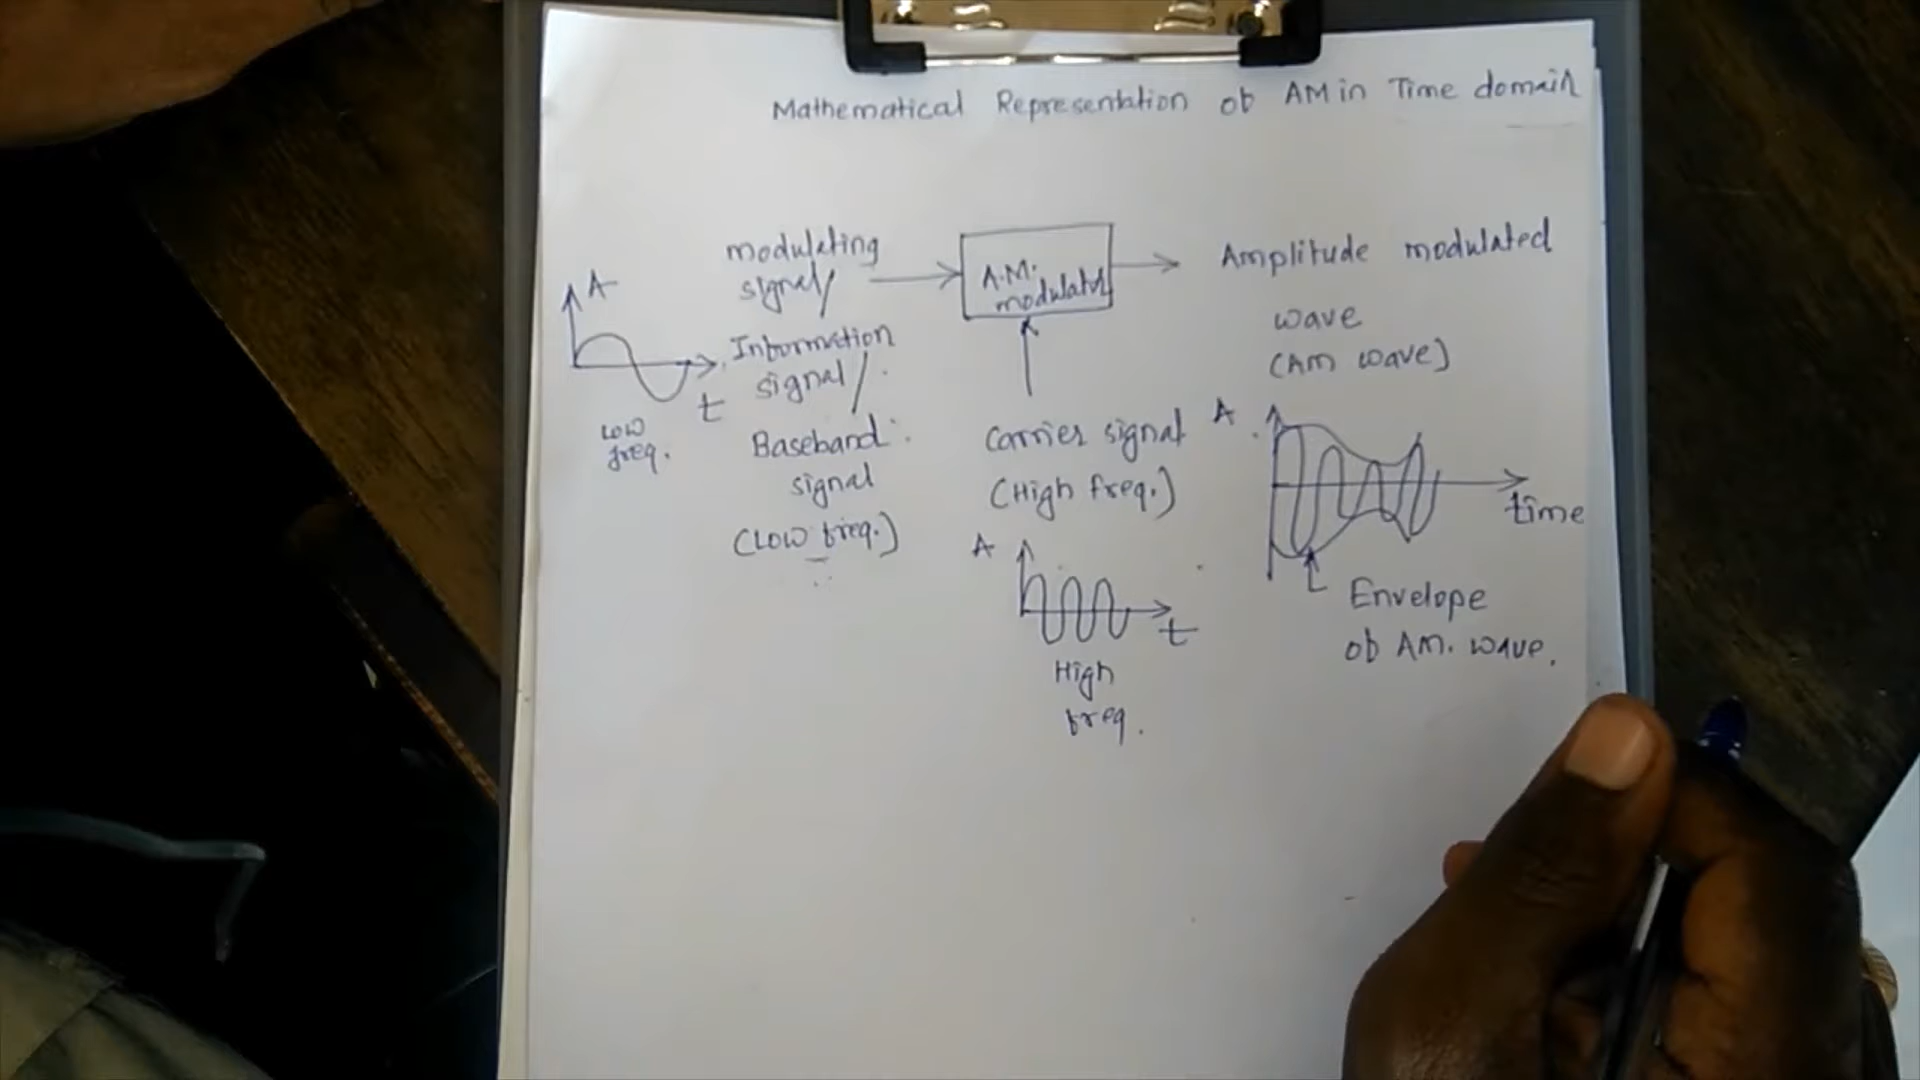 Mathematical Representation of AM in Time domain
modulating
signal/
Information
signal/
Baseband
signal
(Low freq.)
A
t
Low
freq.
A.M.
modulator
Carrier signal
(High freq.)
A
t
High
freq.
Amplitude modulated
wave
(AM wave)
A
time
Envelope
of AM. wave.